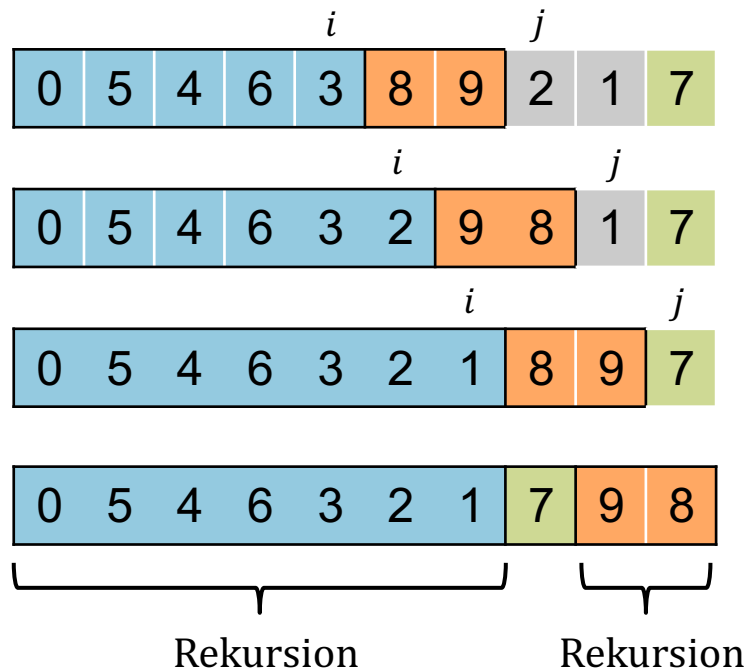 i j
0 5 4 6 3 8 9 2 1 7
i j
0 5 4 6 3 2 9 8 1 7
i j
0 5 4 6 3 2 1 8 9 7
0 5 4 6 3 2 1 7 9 8
Rekursion Rekursion